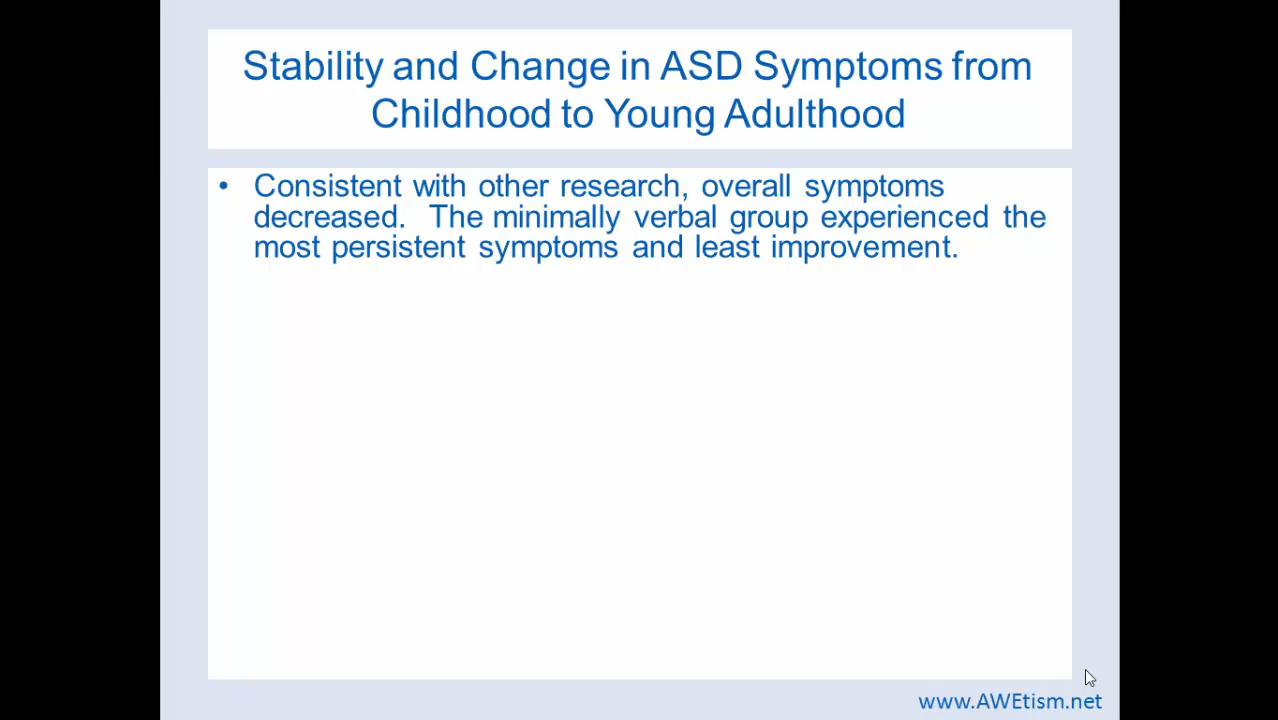 Stability and Change in ASD Symptoms from
Childhood to Young Adulthood
• Consistent with other research, overall symptoms
decreased. The minimally verbal group experienced the
most persistent symptoms and least improvement.
www.AWEtism.net